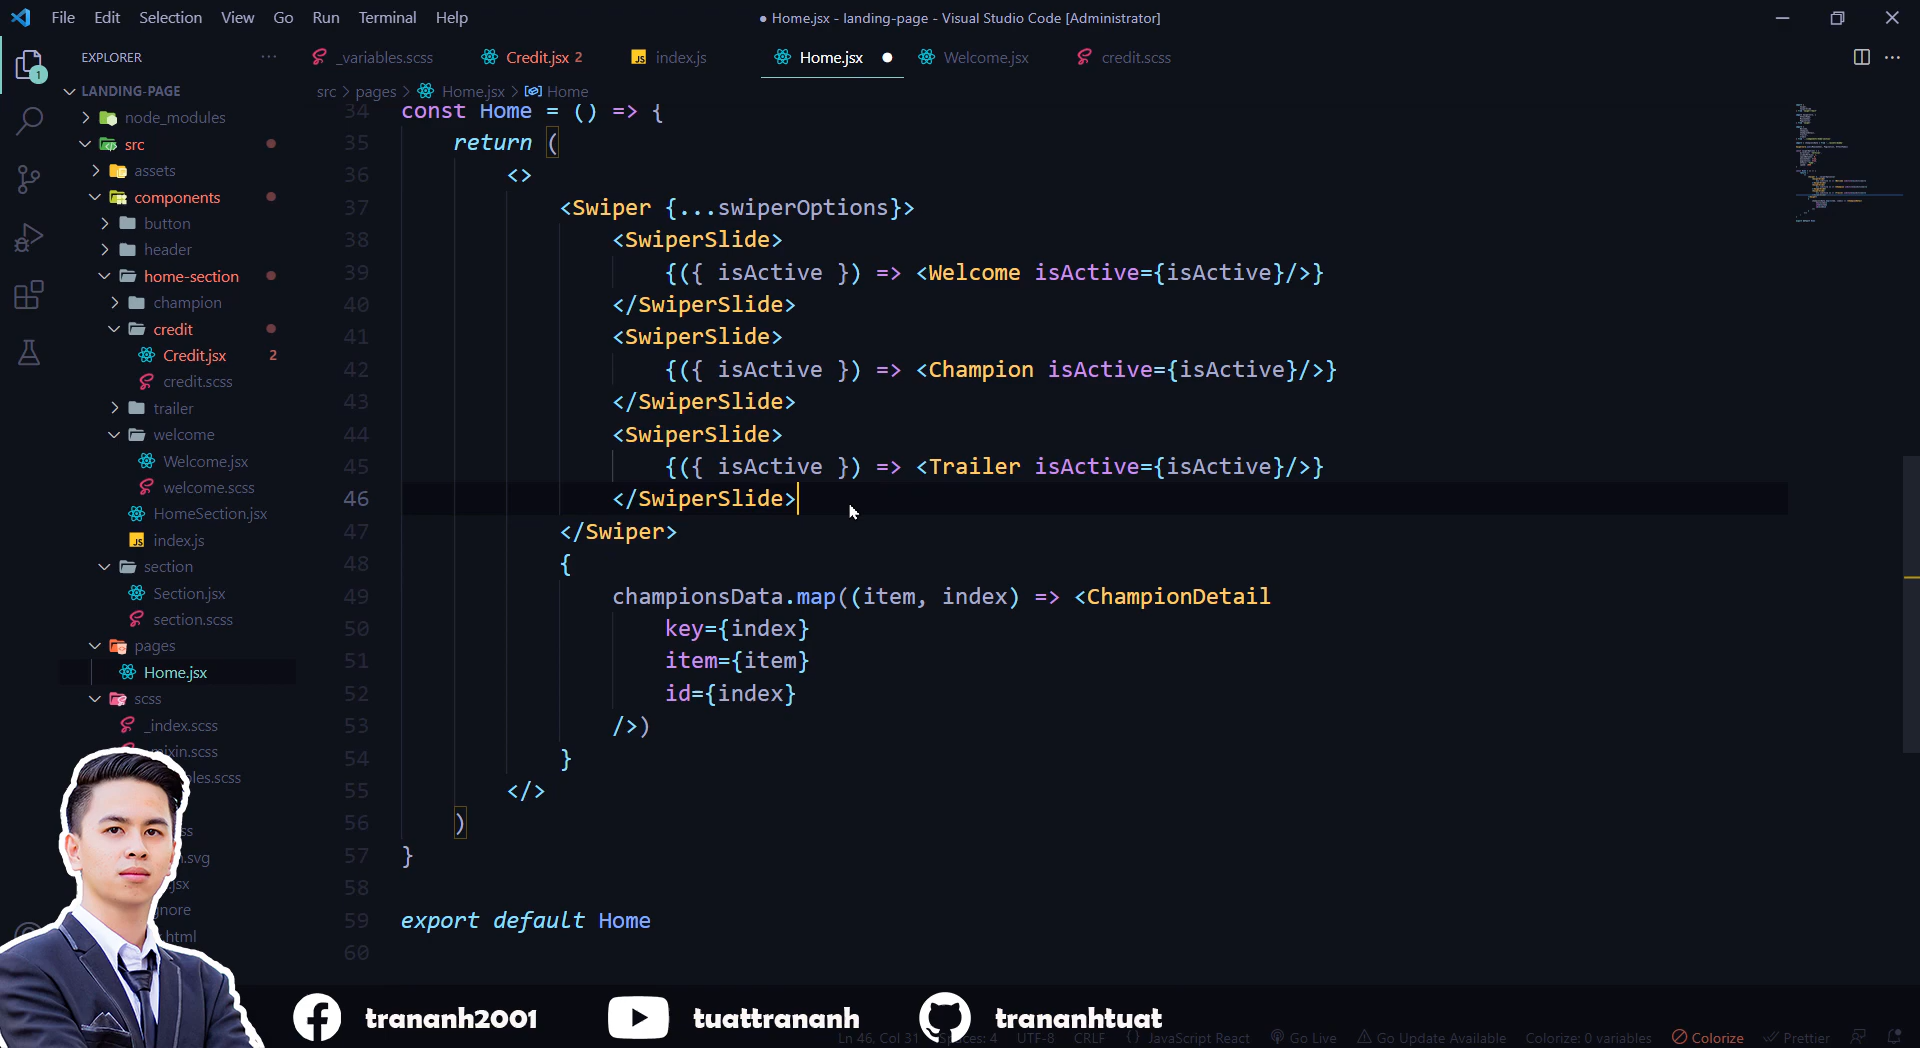 File Edit Selection View Go Run Terminal Help
● Home.jsx - landing-page - Visual Studio Code [Administrator]
EXPLORER ···
_variables.scss
Credit.jsx 2
index.js
Home.jsx
Welcome.jsx
credit.scss
src > pages > Home.jsx > Home
1
LANDING-PAGE
node_modules
src
assets
components
button
header
home-section
champion
credit
Credit.jsx 2
credit.scss
trailer
welcome
Welcome.jsx
welcome.scss
HomeSection.jsx
index.js
section
Section.jsx
section.scss
pages
Home.jsx
scss
_index.scss
34 const Home = () => {
35 return (
36 <>
37 <Swiper {...swiperOptions}>
38 <SwiperSlide>
39 {({ isActive }) => <Welcome isActive={isActive}/>}
40 </SwiperSlide>
41 <SwiperSlide>
42 {({ isActive }) => <Champion isActive={isActive}/>}
43 </SwiperSlide>
44 <SwiperSlide>
45 {({ isActive }) => <Trailer isActive={isActive}/>}
46 </SwiperSlide>
47 </Swiper>
48 {
49 championsData.map((item, index) => <ChampionDetail
50 key={index}
51 item={item}
52 id={index}
53 />)
54 }
55 </>
56 )
57 }
58
59 export default Home
60
trananh2001
tuattrananh
trananhtuat
Ln 46, Col 31 Spaces: 4 UTF-8 CRLF {} JavaScript React Go Live Go Update Available Colorize: 0 variables Colorize Prettier